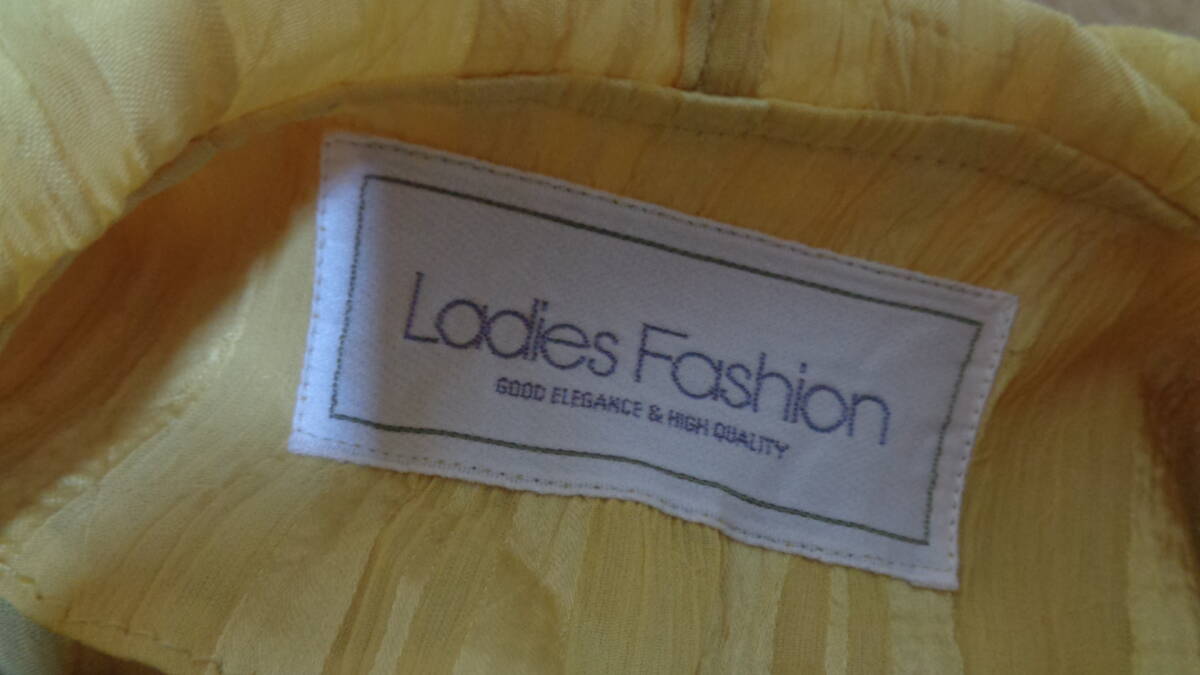 Ladies Fashion
GOOD ELEGANCE & HIGH QUALITY